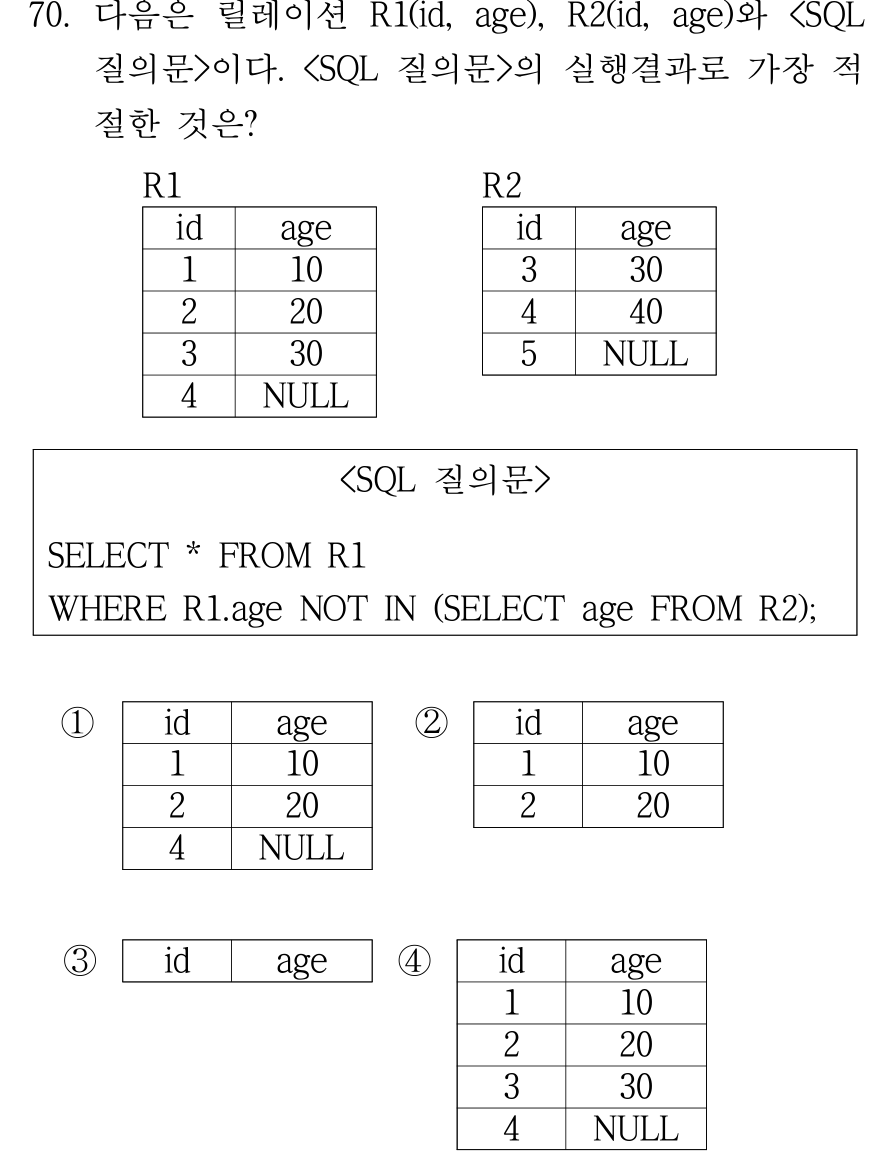 70. 다음은 릴레이션 R1(id, age), R2(id, age)와 <SQL
질의문>이다. <SQL 질의문>의 실행결과로 가장 적
절한 것은?
R1
id age
1 10
2 20
3 30
4 NULL
R2
id age
3 30
4 40
5 NULL
<SQL 질의문>
SELECT * FROM R1
WHERE R1.age NOT IN (SELECT age FROM R2);
①
id age
1 10
2 20
4 NULL
②
id age
1 10
2 20
③
id age
④
id age
1 10
2 20
3 30
4 NULL